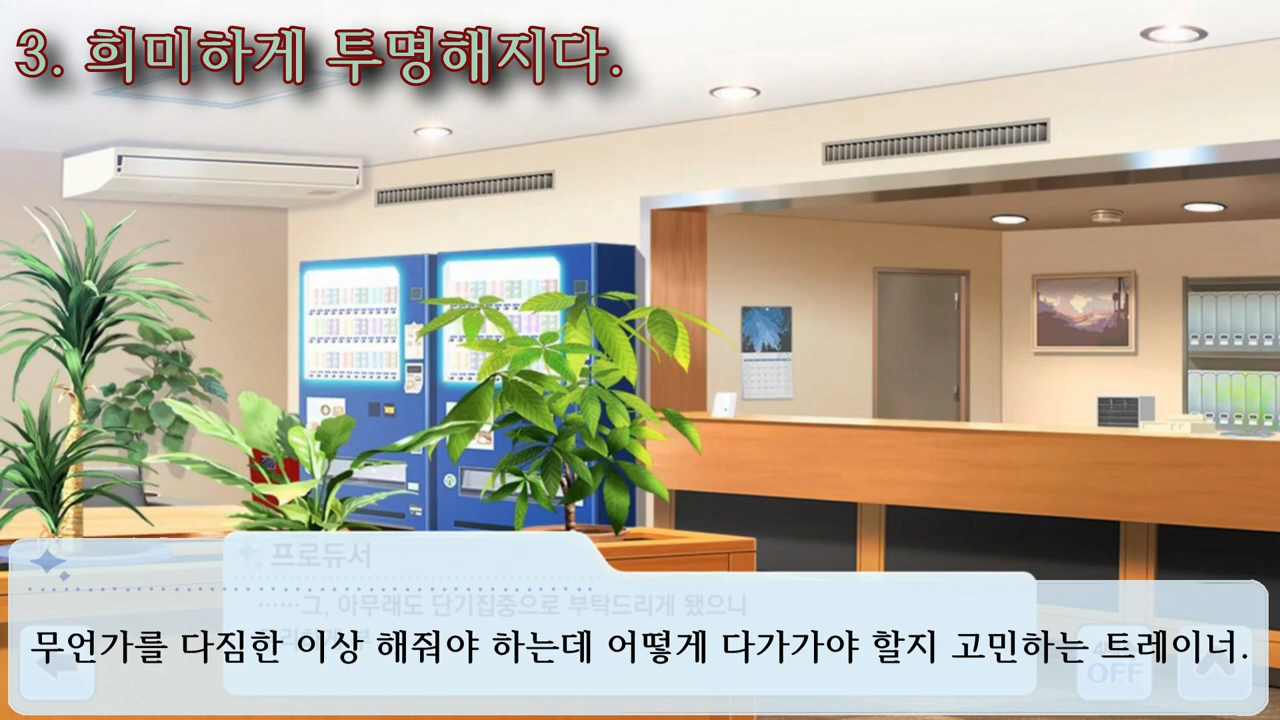 3. 희미하게 투명해지다.
프로듀서
……그, 아무래도 단기집중으로 부탁드리게 됐으니
무언가를 다짐한 이상 해줘야 하는데 어떻게 다가가야 할지 고민하는 트레이너.
OFF